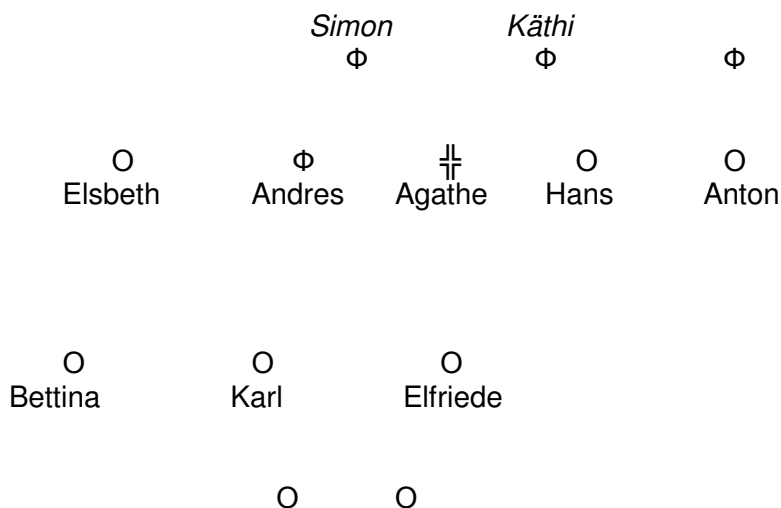 Simon Käthi
Φ Φ Φ
O Φ ╬ O O
Elsbeth Andres Agathe Hans Anton
O O O
Bettina Karl Elfriede
O O